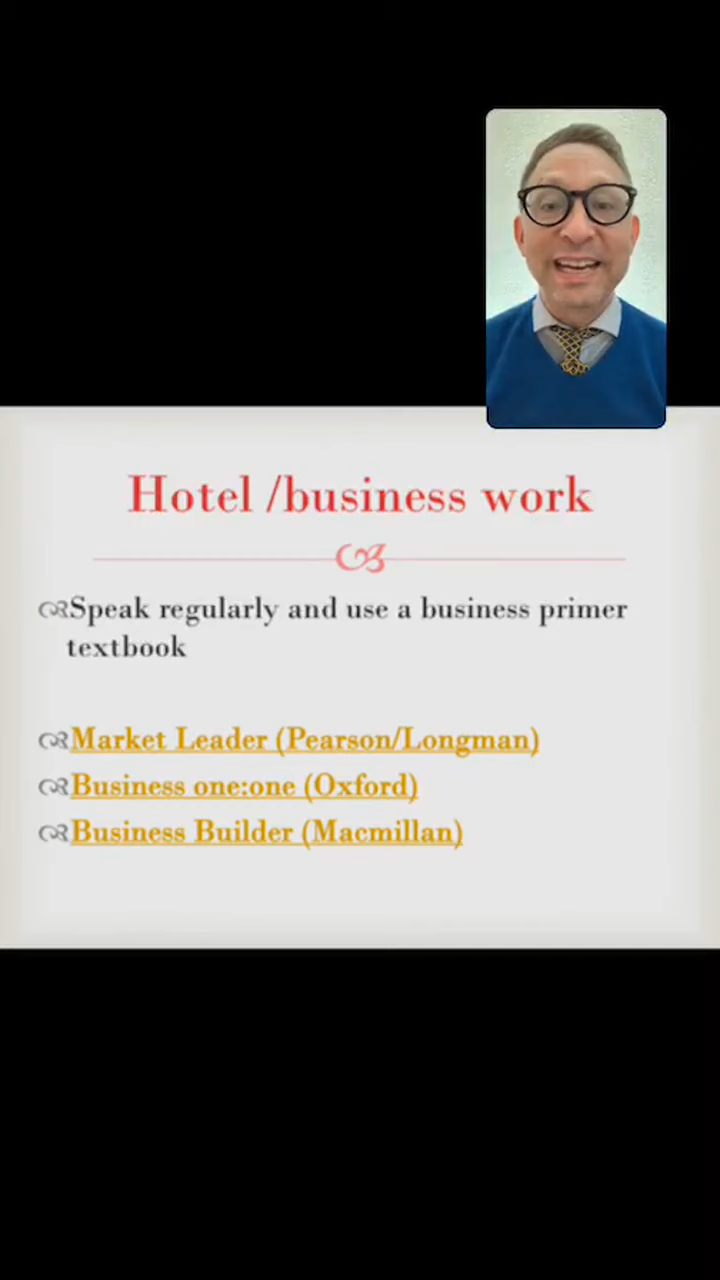 Hotel /business work
Speak regularly and use a business primer
textbook
Market Leader (Pearson/Longman)
Business one:one (Oxford)
Business Builder (Macmillan)